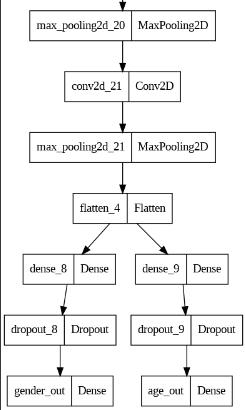 max_pooling2d_20 MaxPooling2D
conv2d_21 Conv2D
max_pooling2d_21 MaxPooling2D
flatten_4 Flatten
dense_8 Dense dense_9 Dense
dropout_8 Dropout dropout_9 Dropout
gender_out Dense age_out Dense